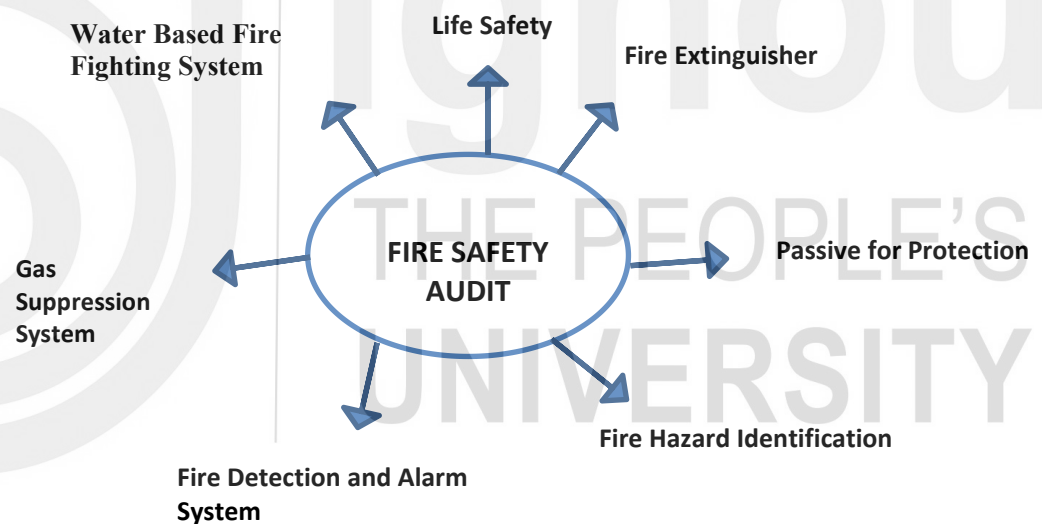 Life Safety
Water Based Fire
Fighting System
Fire Extinguisher
FIRE SAFETY
AUDIT
Passive for Protection
Gas
Suppression
System
Fire Hazard Identification
Fire Detection and Alarm
System
ignou
THE PEOPLE'S
UNIVERSITY